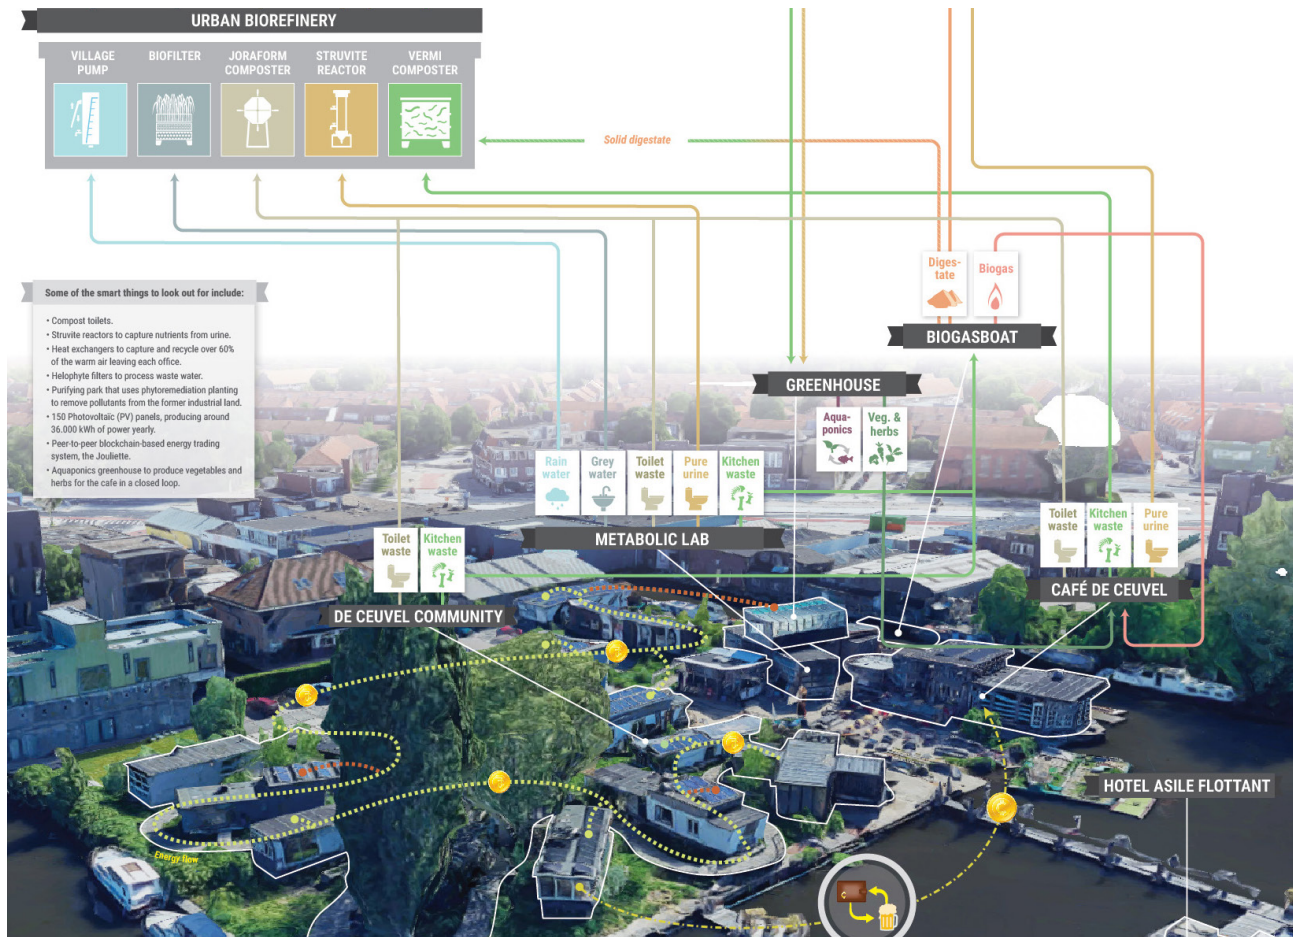 URBAN BIOREFINERY
VILLAGE
PUMP
BIOFILTER
JORAFORM
COMPOSTER
STRUVITE
REACTOR
VERMI
COMPOSTER
Solid digestate
Diges-
tate
Biogas
BIOGASBOAT
Some of the smart things to look out for include:
• Compost toilets.
• Struvite reactors to capture nutrients from urine.
• Heat exchangers to capture and recycle over 60%
of the warm air leaving each office.
• Helophyte filters to process waste water.
• Purifying park that uses phytoremediation planting
to remove pollutants from the former industrial land.
• 150 Photovoltaïc (PV) panels, producing around
36.000 kWh of power yearly.
• Peer-to-peer blockchain-based energy trading
system, the Jouliette.
• Aquaponics greenhouse to produce vegetables and
herbs for the cafe in a closed loop.
GREENHOUSE
Aqua-
ponics
Veg. &
herbs
Rain
water
Grey
water
Toilet
waste
Pure
urine
Kitchen
waste
METABOLIC LAB
Toilet
waste
Kitchen
waste
DE CEUVEL COMMUNITY
Toilet
waste
Kitchen
waste
Pure
urine
CAFÉ DE CEUVEL
HOTEL ASILE FLOTTANT
Energy flow